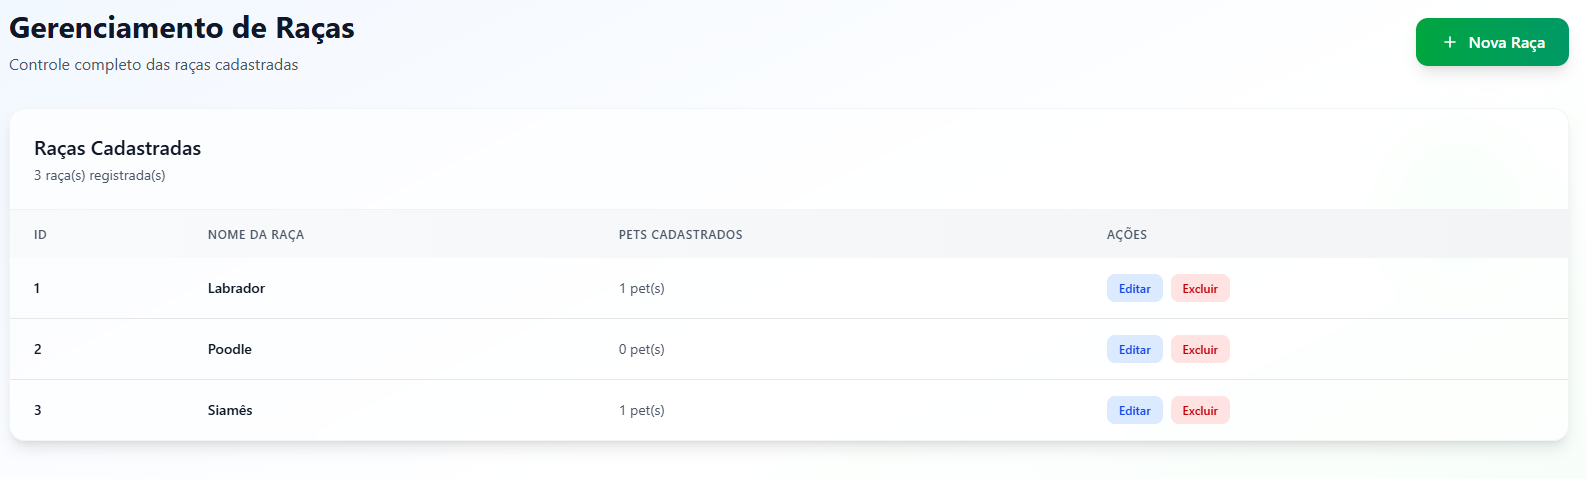 Gerenciamento de Raças
Controle completo das raças cadastradas
+ Nova Raça
Raças Cadastradas
3 raça(s) registrada(s)
ID NOME DA RAÇA PETS CADASTRADOS AÇÕES
1 Labrador 1 pet(s) Editar Excluir
2 Poodle 0 pet(s) Editar Excluir
3 Siamês 1 pet(s) Editar Excluir